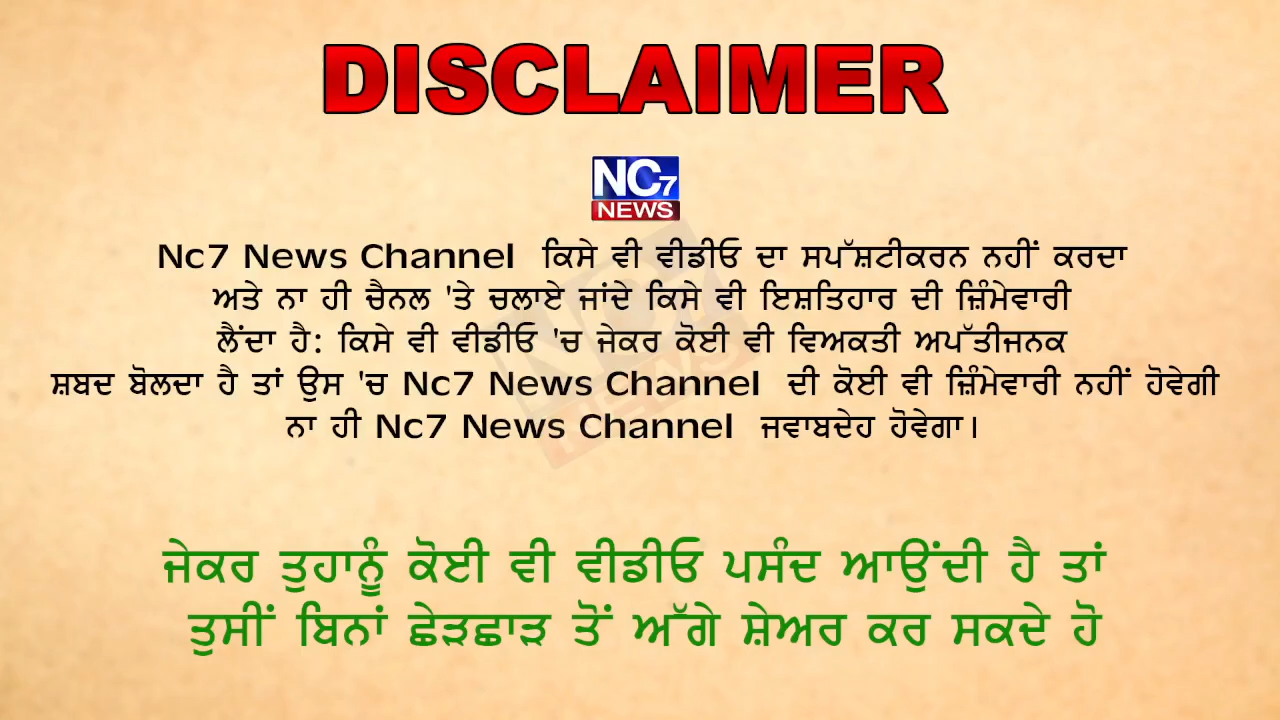 DISCLAIMER
NC7
NEWS
Nc7 News Channel ਕਿਸੇ ਵੀ ਵੀਡੀਓ ਦਾ ਸਪੱਸ਼ਟੀਕਰਨ ਨਹੀਂ ਕਰਦਾ
ਅਤੇ ਨਾ ਹੀ ਚੈਨਲ 'ਤੇ ਚਲਾਏ ਜਾਂਦੇ ਕਿਸੇ ਵੀ ਇਸ਼ਤਿਹਾਰ ਦੀ ਜ਼ਿੰਮੇਵਾਰੀ
ਲੈਂਦਾ ਹੈ: ਕਿਸੇ ਵੀ ਵੀਡੀਓ 'ਚ ਜੇਕਰ ਕੋਈ ਵੀ ਵਿਅਕਤੀ ਅਪੱਤੀਜਨਕ
ਸ਼ਬਦ ਬੋਲਦਾ ਹੈ ਤਾਂ ਉਸ 'ਚ Nc7 News Channel ਦੀ ਕੋਈ ਵੀ ਜ਼ਿੰਮੇਵਾਰੀ ਨਹੀਂ ਹੋਵੇਗੀ
ਨਾ ਹੀ Nc7 News Channel ਜਵਾਬਦੇਹ ਹੋਵੇਗਾ।
ਜੇਕਰ ਤੁਹਾਨੂੰ ਕੋਈ ਵੀ ਵੀਡੀਓ ਪਸੰਦ ਆਉਂਦੀ ਹੈ ਤਾਂ
ਤੁਸੀਂ ਬਿਨਾਂ ਛੇੜਛਾੜ ਤੋਂ ਅੱਗੇ ਸ਼ੇਅਰ ਕਰ ਸਕਦੇ ਹੋ